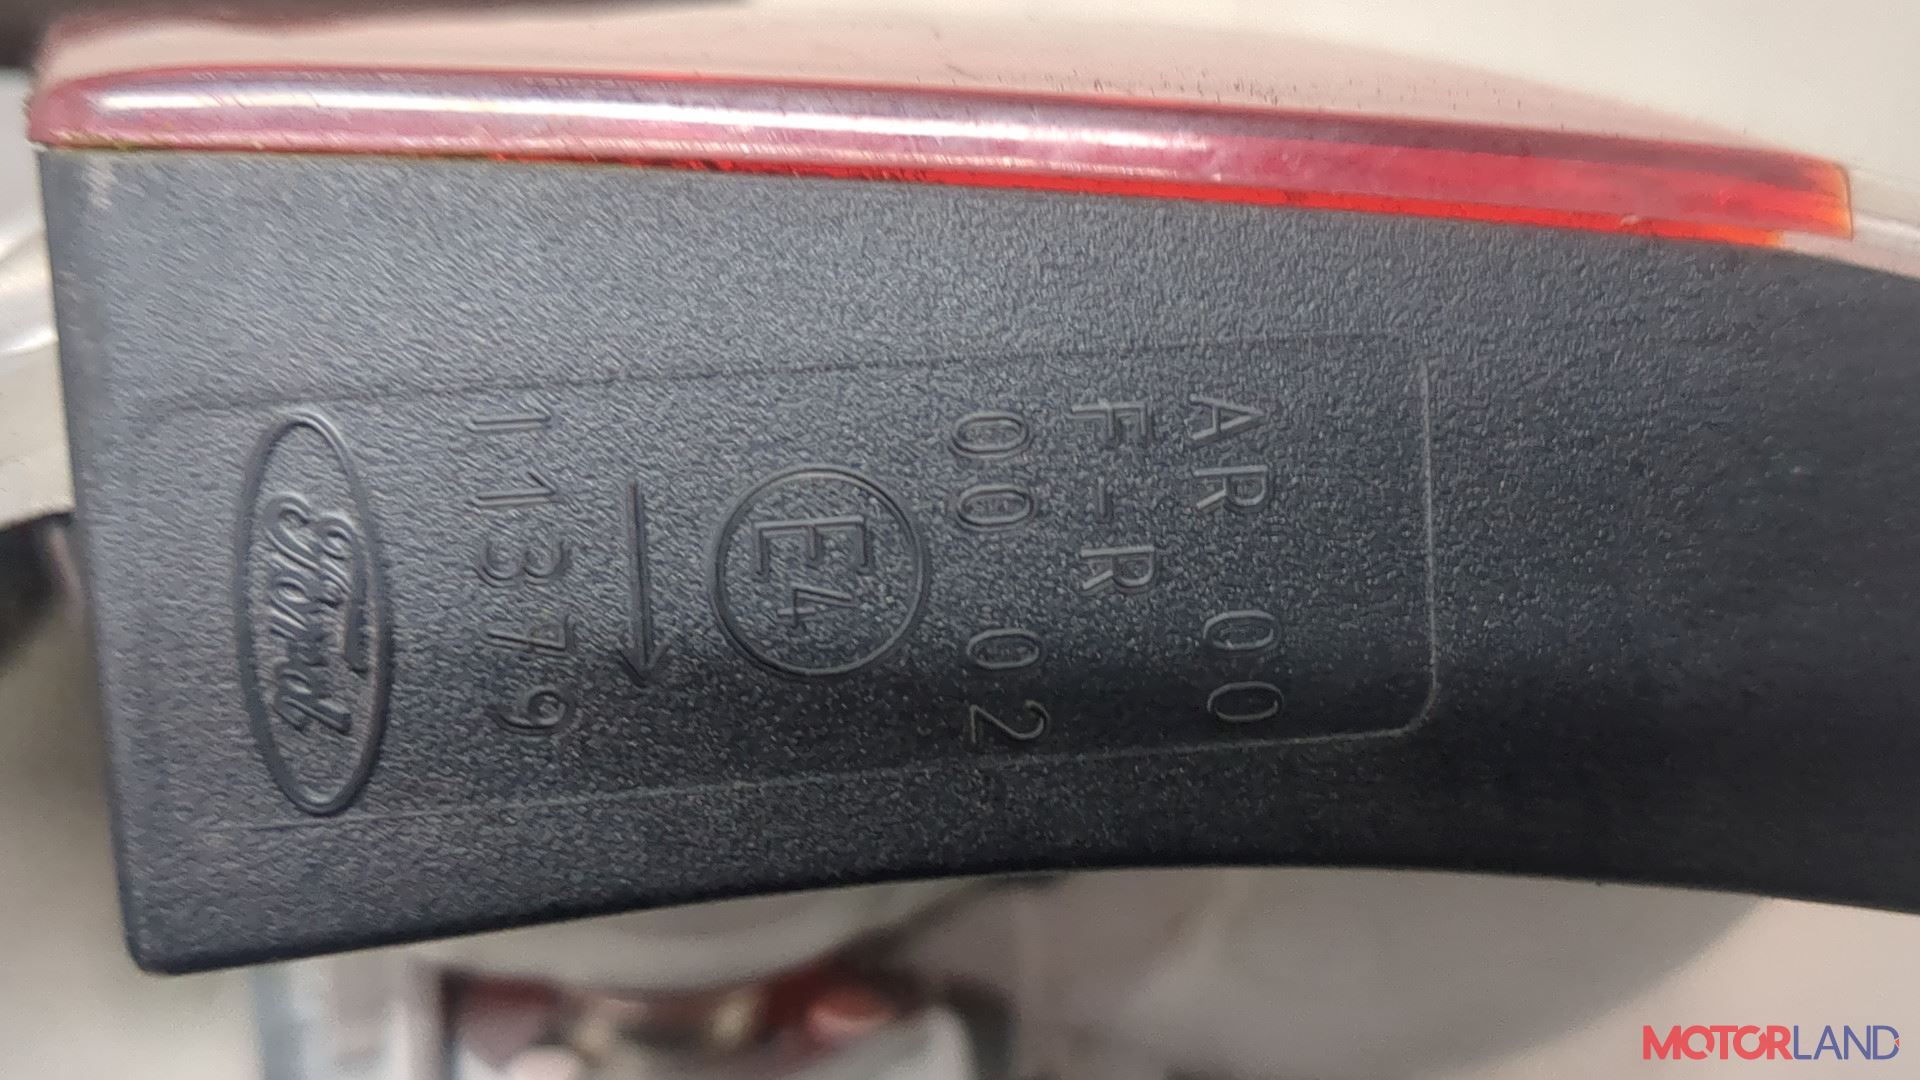 AR 00
F-R
00 02
E4
11379
Ford
MOTORLAND